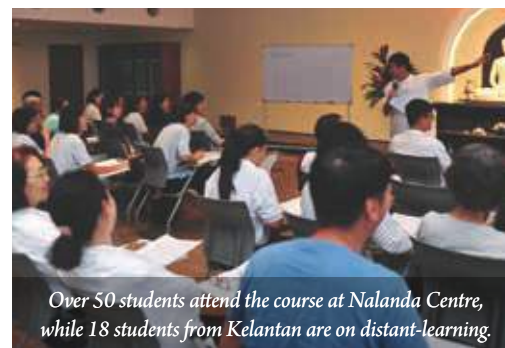 Over 50 students attend the course at Nalanda Centre,
while 18 students from Kelantan are on distant-learning.